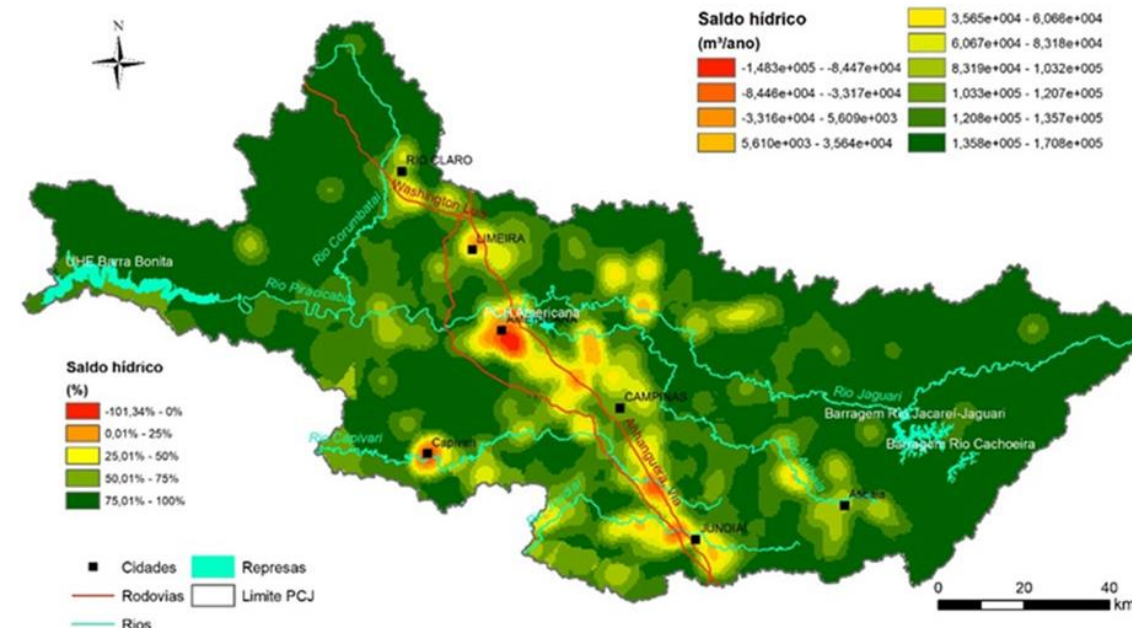 N
Saldo hídrico
(m³/ano)
-1,483e+005 - -8,447e+004
-8,446e+004 - -3,317e+004
-3,316e+004 - 5,609e+003
5,610e+003 - 3,564e+004
3,565e+004 - 6,066e+004
6,067e+004 - 8,318e+004
8,319e+004 - 1,032e+005
1,033e+005 - 1,207e+005
1,208e+005 - 1,357e+005
1,358e+005 - 1,708e+005
RIO CLARO
Washington Luis
Rio Corumbataí
LIMEIRA
UHE Barra Bonita
Rio Piracicaba
PCH Americana
CAMPINAS
Rio Jaguari
Barragem Rio Jacareí-Jaguari
Barragem Rio Cachoeira
Rio Capivari
Capivari
Anhanguera, Via
Atibaia
JUNDIAÍ
Saldo hídrico
(%)
-101,34% - 0%
0,01% - 25%
25,01% - 50%
50,01% - 75%
75,01% - 100%
Cidades
Represas
Rodovias
Limite PCJ
Rios
0 20 40
km